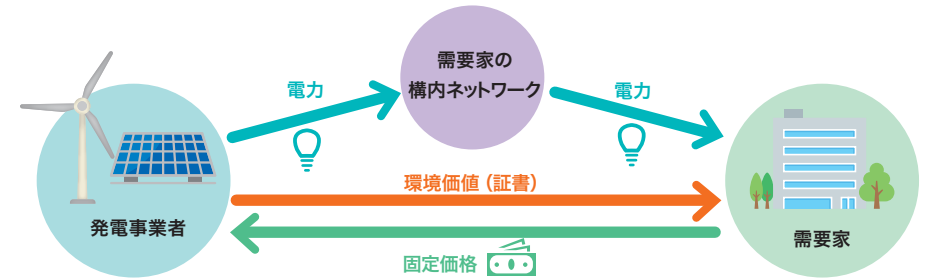 需要家の
構内ネットワーク
電力
電力
環境価値（証書）
発電事業者
需要家
固定価格